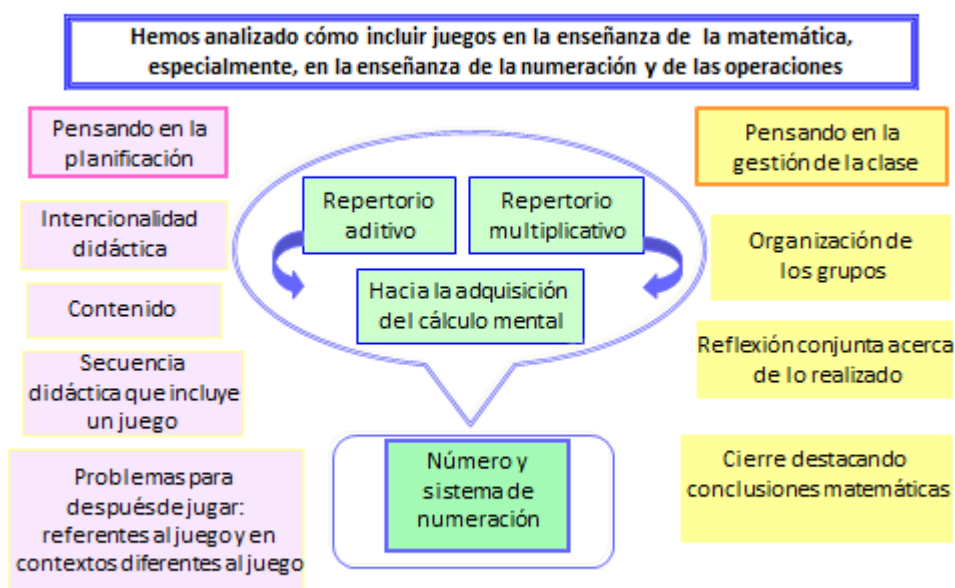 Hemos analizado cómo incluir juegos en la enseñanza de la matemática,
especialmente, en la enseñanza de la numeración y de las operaciones
Pensando en la
planificación
Intencionalidad
didáctica
Contenido
Secuencia
didáctica que incluye
un juego
Problemas para
después de jugar:
referentes al juego y en
contextos diferentes al juego
Repertorio
aditivo
Repertorio
multiplicativo
Hacia la adquisición
del cálculo mental
Número y
sistema de
numeración
Pensando en la
gestión de la clase
Organización de
los grupos
Reflexión conjunta acerca
de lo realizado
Cierre destacando
conclusiones matemáticas